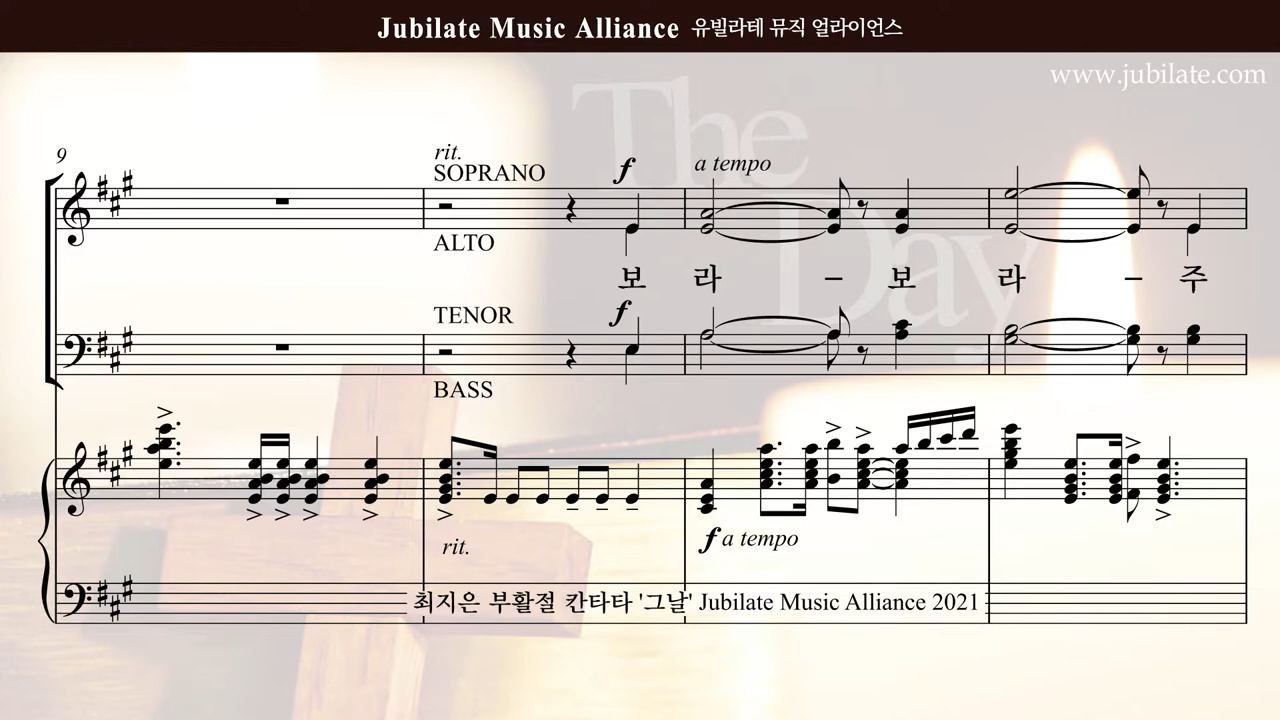 Jubilate Music Alliance 유빌라테 뮤직 얼라이언스
www.jubilate.com
The
Day
9
rit.
SOPRANO
f
a tempo
ALTO
보 라 – 보 라 – 주
TENOR
f
BASS
rit.
f a tempo
최지은 부활절 칸타타 '그날' Jubilate Music Alliance 2021